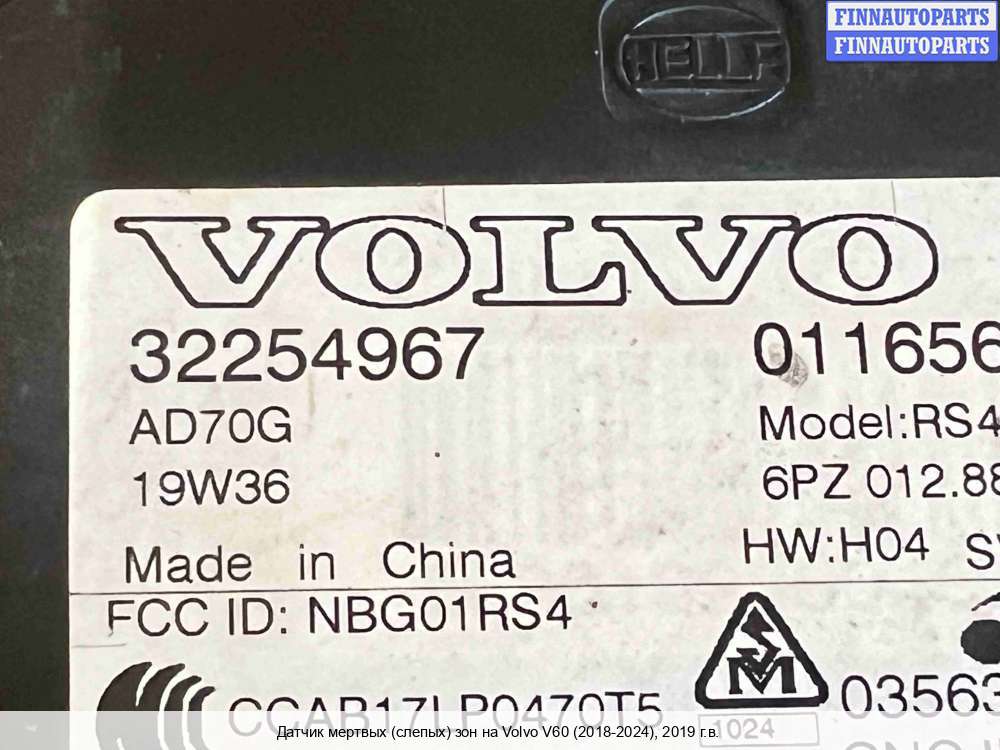 FINNAUTOPARTS
FINNAUTOPARTS
HELLA
VOLVO
32254967 011656
AD70G Model:RS4
19W36 6PZ 012.88
Made in China HW:H04
FCC ID: NBG01RS4
CCAB17LP0470T5 03563
1024
Датчик мертвых (слепых) зон на Volvo V60 (2018-2024), 2019 г.в.